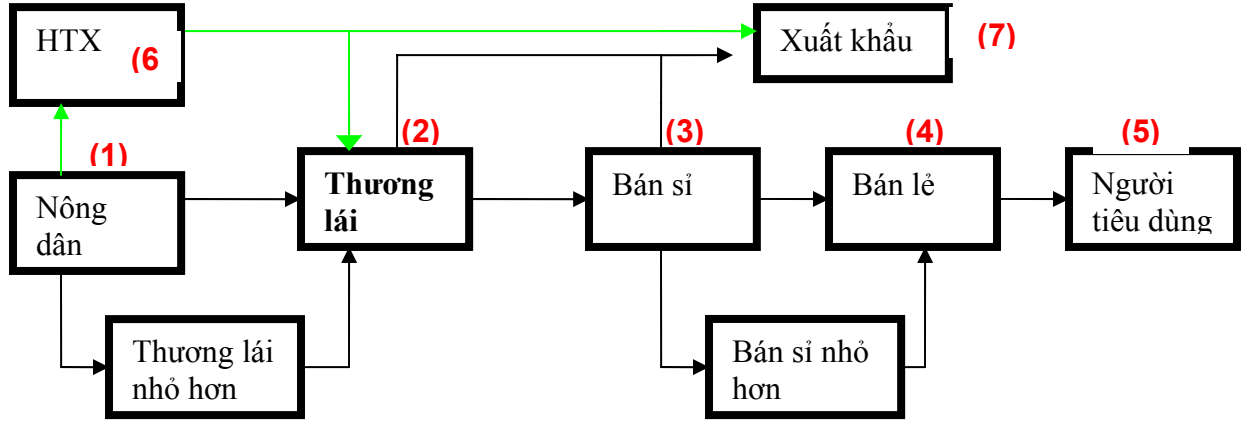 HTX
(6
Xuất khẩu
(7)
(1)
(2)
(3)
(4)
(5)
Nông
dân
Thương
lái
Bán sỉ
Bán lẻ
Người
tiêu dùng
Thương lái
nhỏ hơn
Bán sỉ nhỏ
hơn